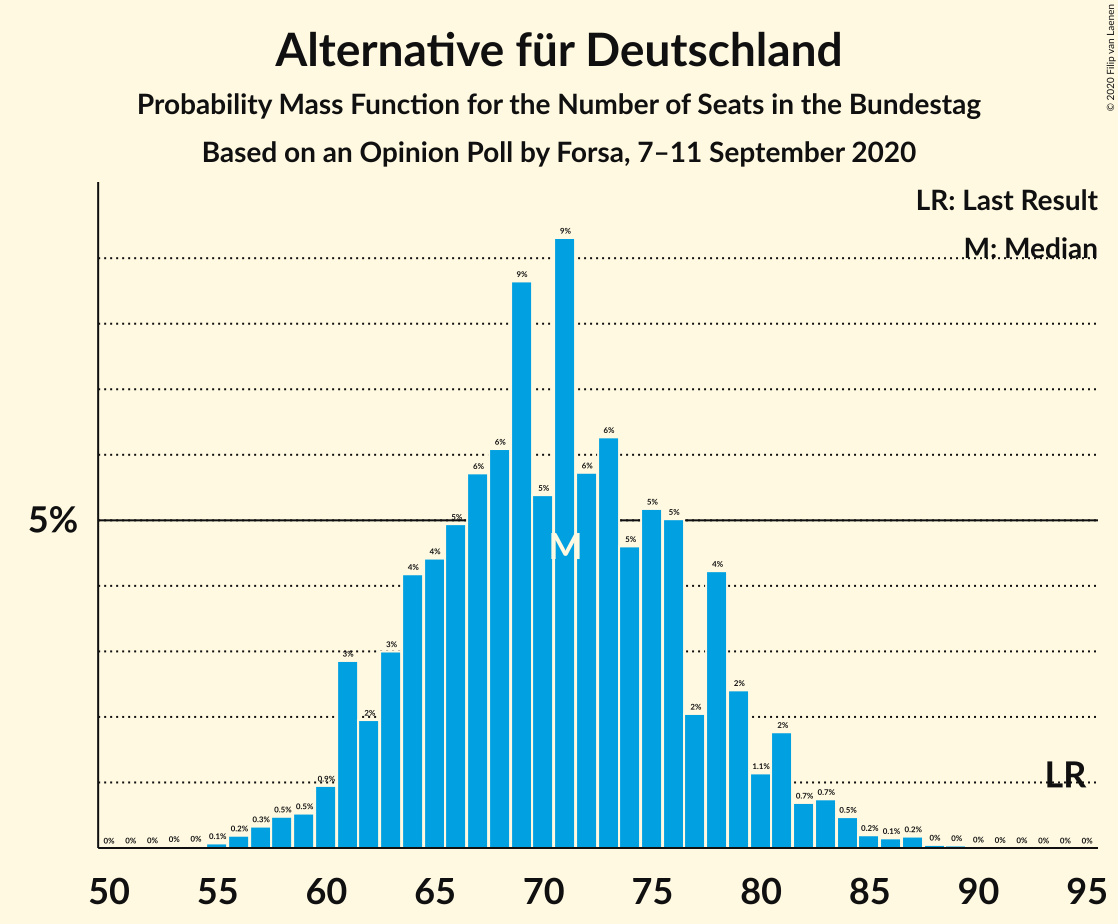 Alternative für Deutschland
Probability Mass Function for the Number of Seats in the Bundestag
Based on an Opinion Poll by Forsa, 7–11 September 2020
© 2020 Filip van Laenen
LR: Last Result
M: Median
5%
0% 0% 0% 0% 0% 0.1% 0.2% 0.3% 0.5% 0.5% 0.9% 3% 2% 3% 4% 4% 5% 6% 6% 9% 5% 9% 6% 6% 5% 5% 5% 2% 4% 2% 1.1% 2% 0.7% 0.7% 0.5% 0.2% 0.1% 0.2% 0% 0% 0% 0% 0% 0% 0% 0%
M
LR
50 55 60 65 70 75 80 85 90 95